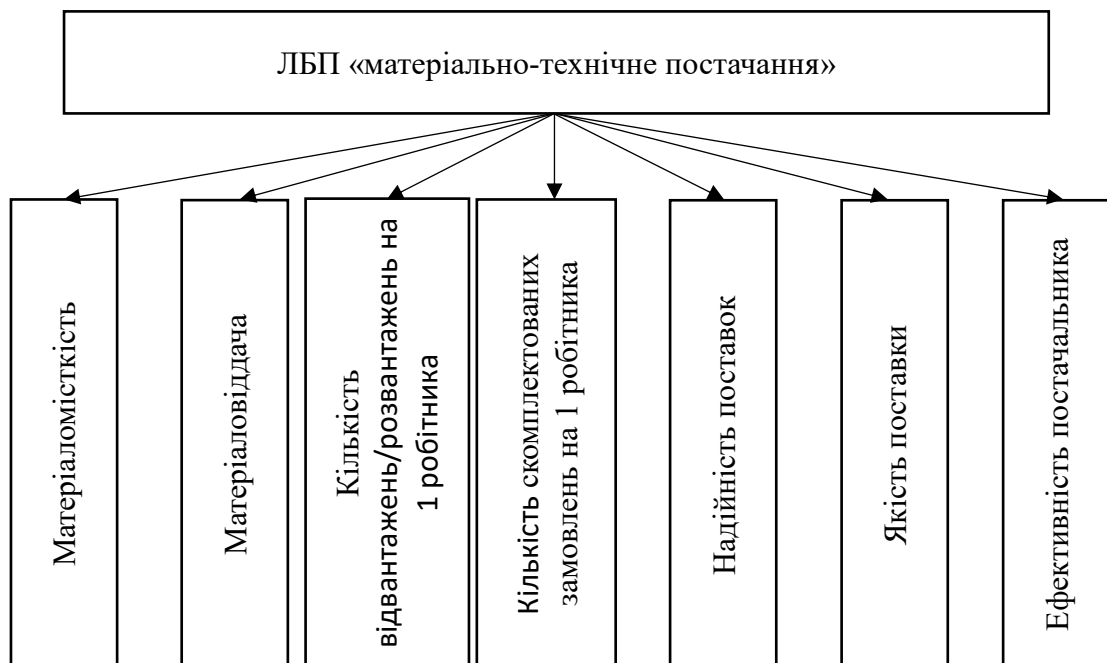 ЛБП «матеріально-технічне постачання»
Матеріаломісткість
Матеріаловіддача
Кількість
відвантажень/розвантажень на
1 робітника
Кількість скомплектованих
замовлень на 1 робітника
Надійність поставок
Якість поставки
Ефективність постачальника